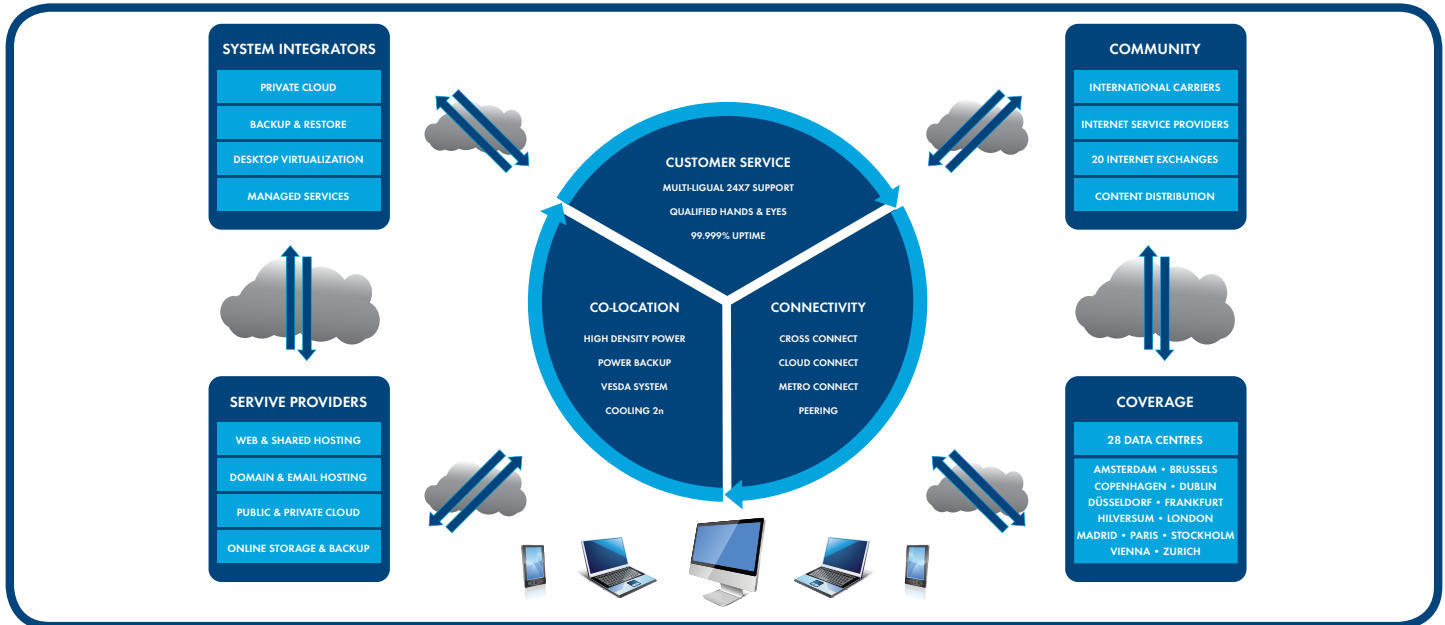 SYSTEM INTEGRATORS
PRIVATE CLOUD
BACKUP & RESTORE
DESKTOP VIRTUALIZATION
MANAGED SERVICES
COMMUNITY
INTERNATIONAL CARRIERS
INTERNET SERVICE PROVIDERS
20 INTERNET EXCHANGES
CONTENT DISTRIBUTION
CUSTOMER SERVICE
MULTI-LIGUAL 24X7 SUPPORT
QUALIFIED HANDS & EYES
99.999% UPTIME
CO-LOCATION
HIGH DENSITY POWER
POWER BACKUP
VESDA SYSTEM
COOLING 2n
CONNECTIVITY
CROSS CONNECT
CLOUD CONNECT
METRO CONNECT
PEERING
SERVIVE PROVIDERS
WEB & SHARED HOSTING
DOMAIN & EMAIL HOSTING
PUBLIC & PRIVATE CLOUD
ONLINE STORAGE & BACKUP
COVERAGE
28 DATA CENTRES
AMSTERDAM • BRUSSELS
COPENHAGEN • DUBLIN
DÜSSELDORF • FRANKFURT
HILVERSUM • LONDON
MADRID • PARIS • STOCKHOLM
VIENNA • ZURICH